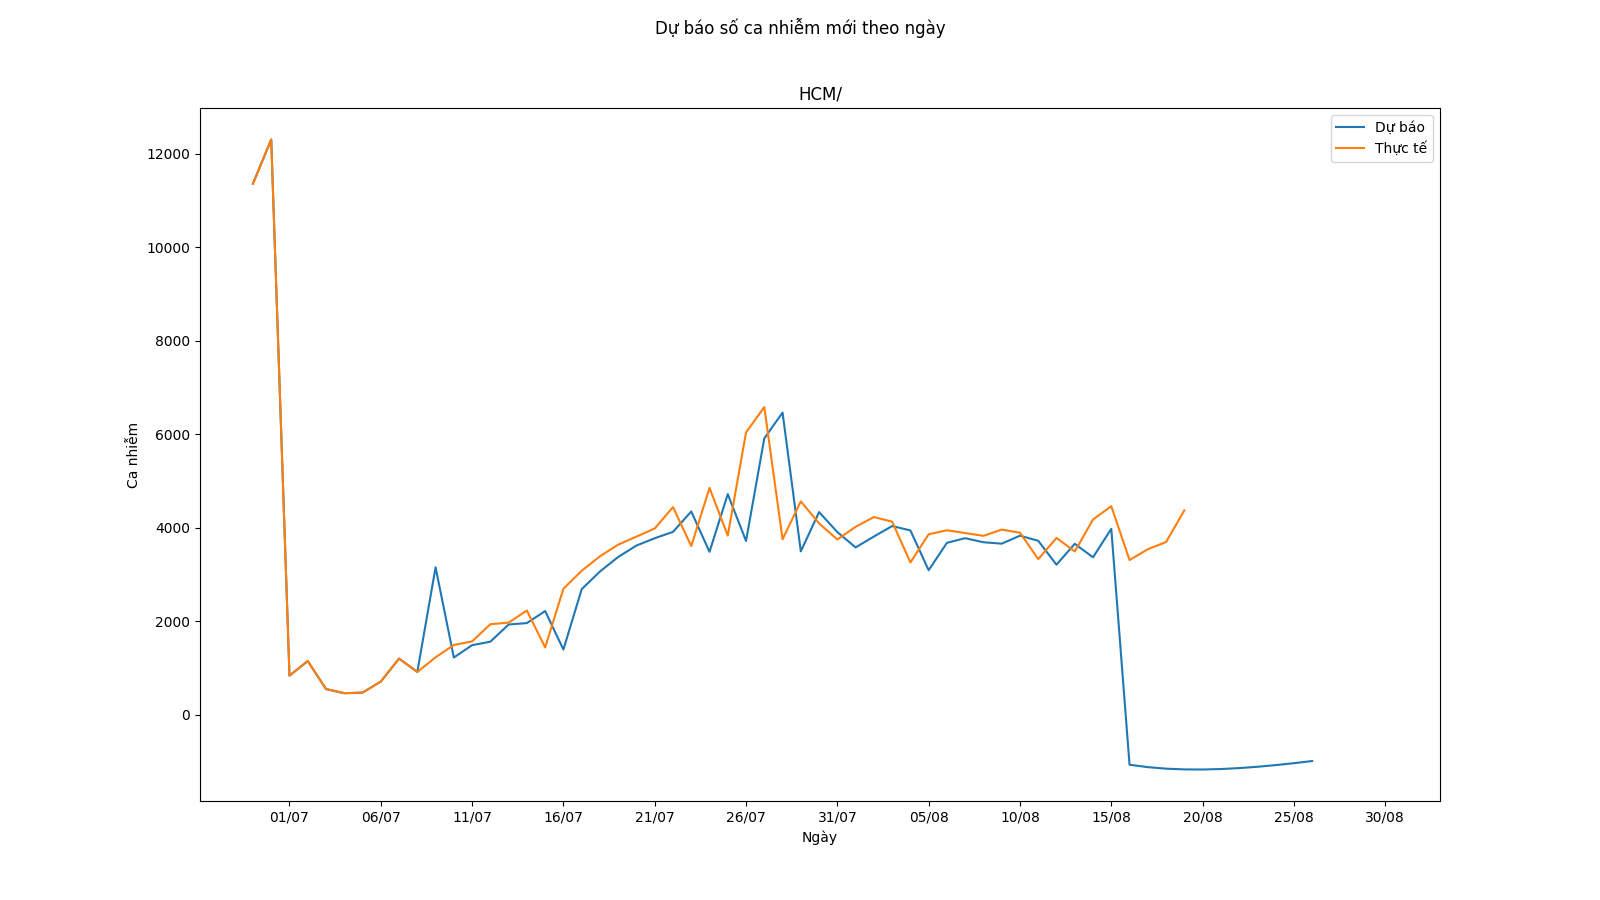 Dự báo số ca nhiễm mới theo ngày
HCM/
Dự báo
Thực tế
12000
10000
8000
6000
4000
2000
0
Ca nhiễm
01/07 06/07 11/07 16/07 21/07 26/07 31/07 05/08 10/08 15/08 20/08 25/08 30/08
Ngày